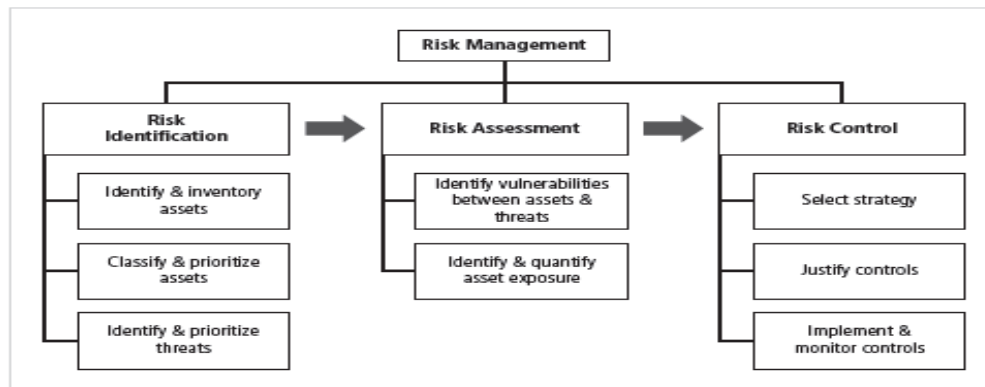 Risk Management
Risk
Identification
Risk Assessment
Risk Control
Identify & inventory
assets
Classify & prioritize
assets
Identify & prioritize
threats
Identify vulnerabilities
between assets &
threats
Identify & quantify
asset exposure
Select strategy
Justify controls
Implement &
monitor controls